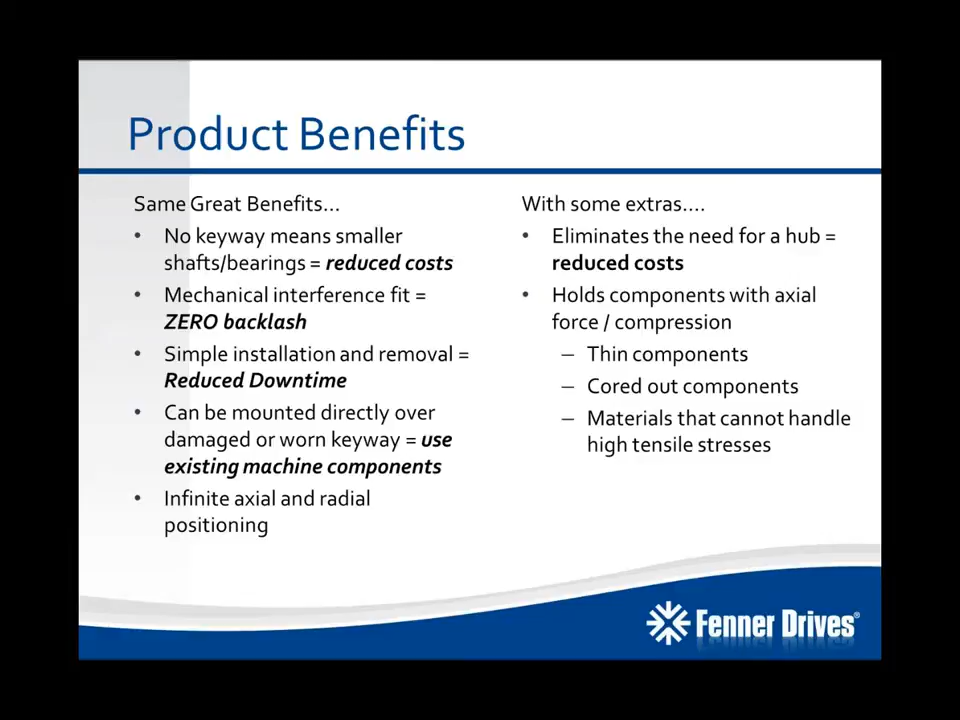 Product Benefits
Same Great Benefits...
• No keyway means smaller
shafts/bearings = reduced costs
• Mechanical interference fit =
ZERO backlash
• Simple installation and removal =
Reduced Downtime
• Can be mounted directly over
damaged or worn keyway = use
existing machine components
• Infinite axial and radial
positioning
With some extras....
• Eliminates the need for a hub =
reduced costs
• Holds components with axial
force / compression
– Thin components
– Cored out components
– Materials that cannot handle
high tensile stresses
Fenner Drives®